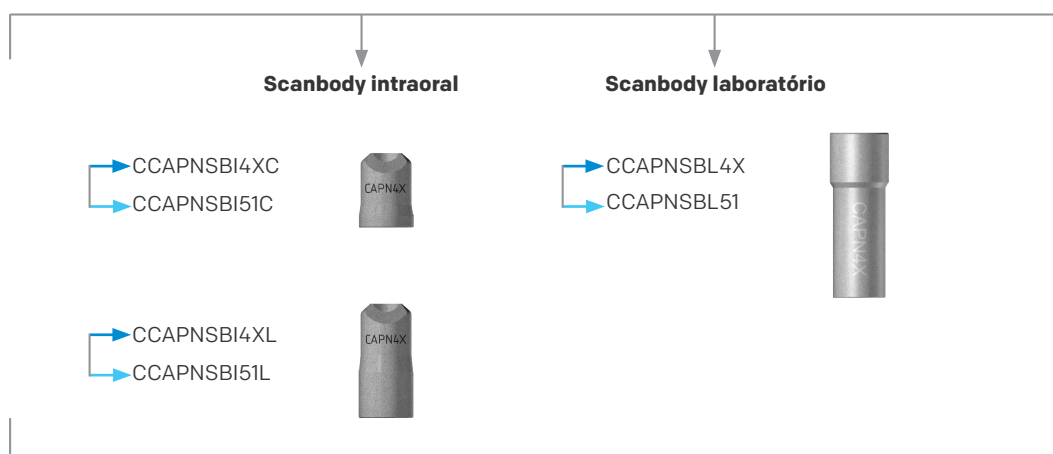 Scanbody intraoral
CCAPNSBI4XC
CCAPNSBI51C
CAPN4X
CCAPNSBI4XL
CCAPNSBI51L
CAPN4X
Scanbody laboratório
CCAPNSBL4X
CCAPNSBL51
CAPN4X